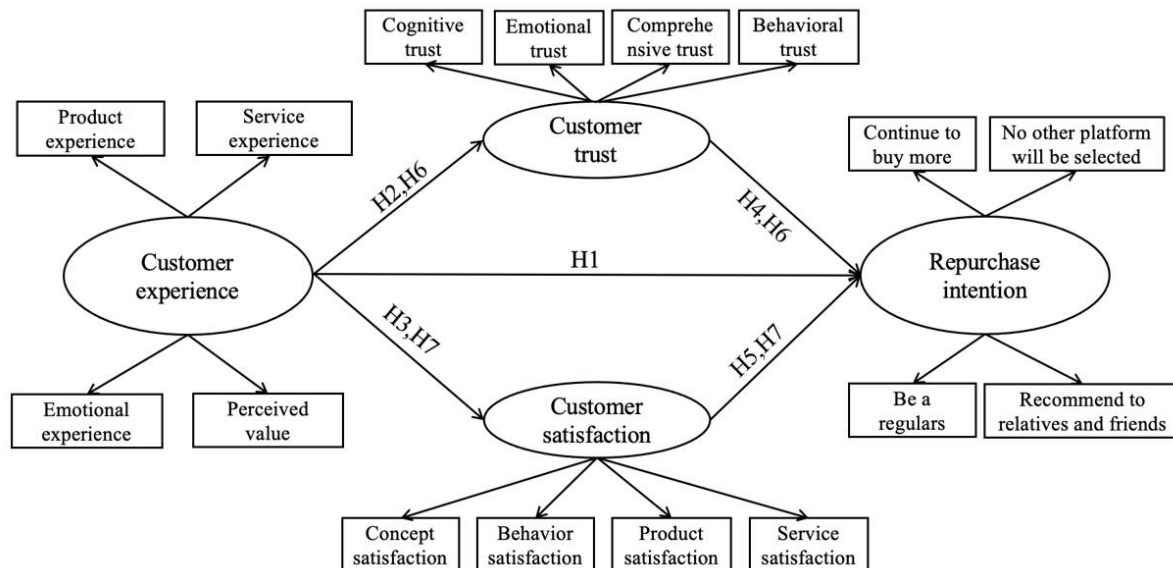 Cognitive
trust
Emotional
trust
Comprehe
nsive trust
Behavioral
trust
Product
experience
Service
experience
Customer
trust
Continue to
buy more
No other platform
will be selected
H2,H6
H4,H6
Customer
experience
H1
Repurchase
intention
H3,H7
H5,H7
Emotional
experience
Perceived
value
Customer
satisfaction
Be a
regulars
Recommend to
relatives and friends
Concept
satisfaction
Behavior
satisfaction
Product
satisfaction
Service
satisfaction